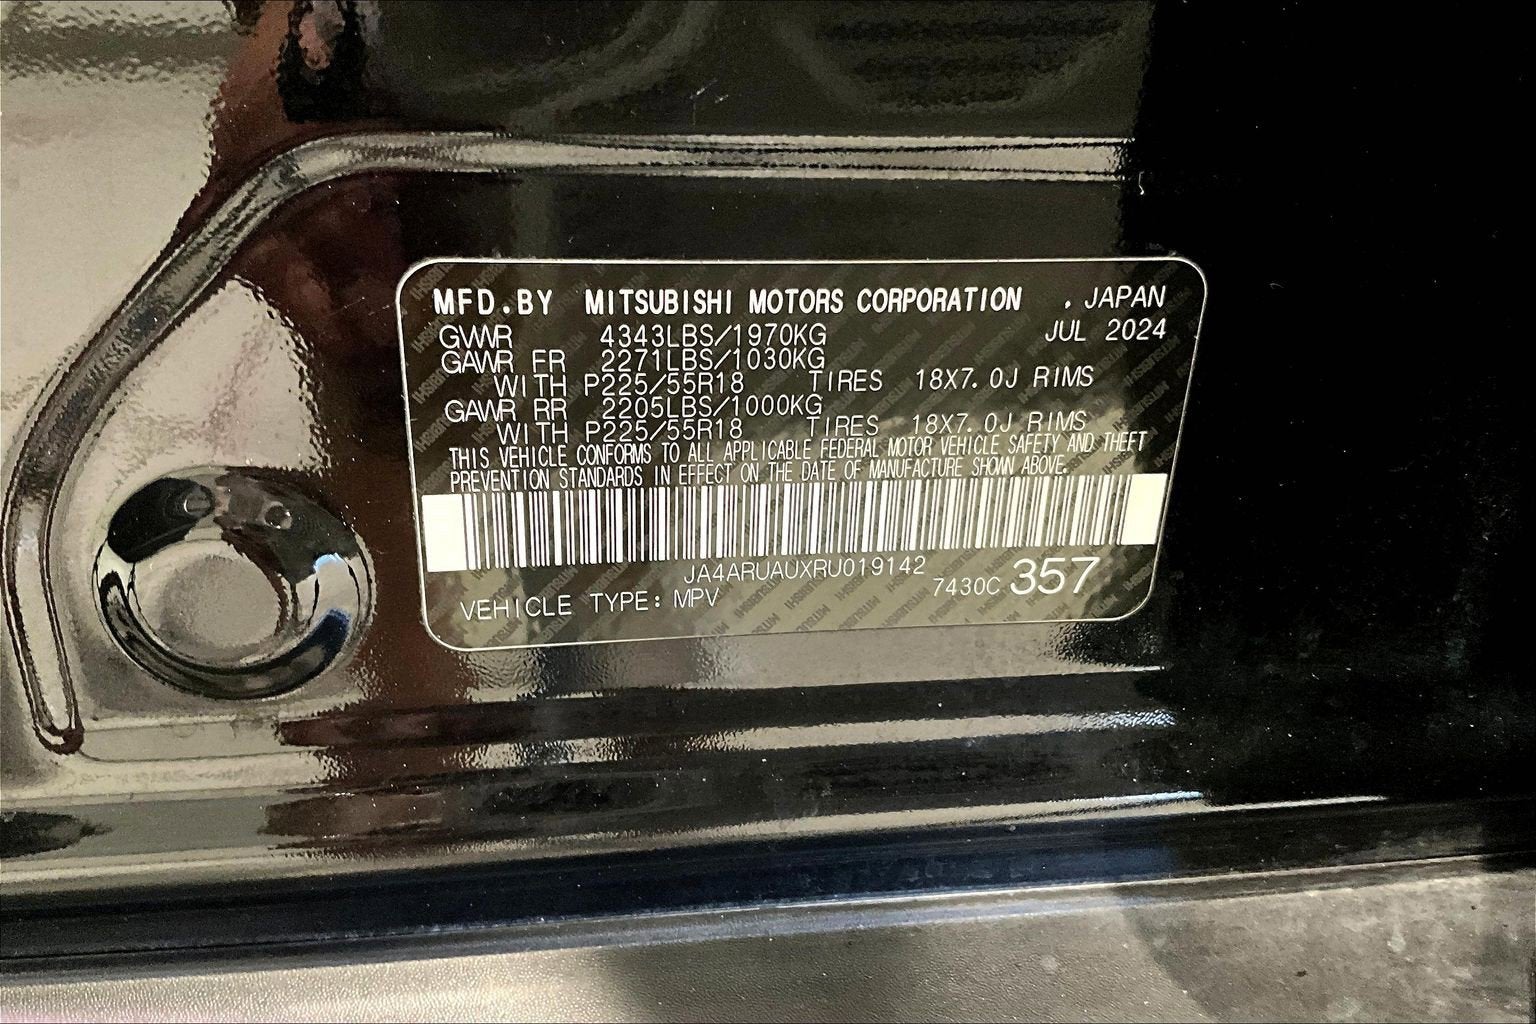 MFD.BY MITSUBISHI MOTORS CORPORATION . JAPAN
GVWR 4343LBS/1970KG JUL 2024
GAWR FR 2271LBS/1030KG
WITH P225/55R18 TIRES 18X7.0J RIMS
GAWR RR 2205LBS/1000KG
WITH P225/55R18 TIRES 18X7.0J RIMS
THIS VEHICLE CONFORMS TO ALL APPLICABLE FEDERAL MOTOR VEHICLE SAFETY AND THEFT
PREVENTION STANDARDS IN EFFECT ON THE DATE OF MANUFACTURE SHOWN ABOVE.
JA4ARUAUXRU019142
VEHICLE TYPE: MPV 7430C 357